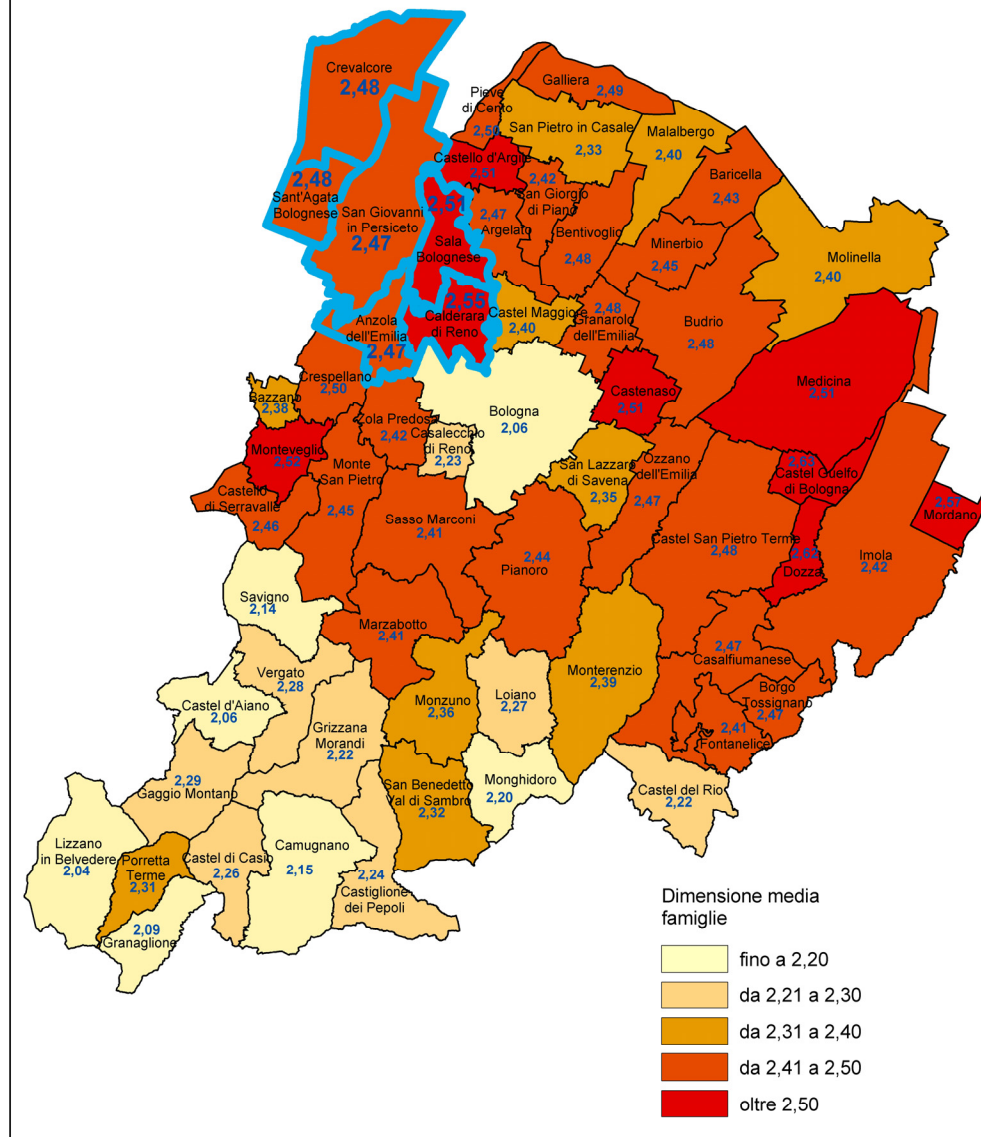 Crevalcore
2,48
Galliera
2,49
Pieve
di Cento
2,50
San Pietro in Casale
2,33
Malalbergo
2,40
Castello d'Argile
2,51
2,42
San Giorgio
di Piano
Baricella
2,43
2,48
Sant'Agata
Bolognese
San Giovanni
in Persiceto
2,47
2,51
Sala
Bolognese
2,47
Argelato
Bentivoglio
2,48
Minerbio
2,45
Molinella
2,40
2,55
Calderara
di Reno
Anzola
dell'Emilia
2,47
Castel Maggiore
2,40
2,48
Granarolo
dell'Emilia
Budrio
2,48
Crespellano
2,50
Bazzano
2,38
Bologna
2,06
Castenaso
2,51
Medicina
2,51
Zola Predosa
2,42
Casalecchio
di Reno
2,23
Monteveglio
2,52
Monte
San Pietro
2,45
San Lazzaro
di Savena
2,35
Ozzano
dell'Emilia
2,47
2,63
Castel Guelfo
di Bologna
Castello
di Serravalle
2,46
2,57
Mordano
Sasso Marconi
2,41
2,44
Pianoro
Castel San Pietro Terme
2,48
2,62
Dozza
Imola
2,42
Savigno
2,14
Marzabotto
2,41
2,47
Casalfiumanese
Vergato
2,28
Monterenzio
2,39
Castel d'Aiano
2,06
Monzuno
2,36
Loiano
2,27
Borgo
Tossignano
2,47
2,41
Fontanelice
Grizzana
Morandi
2,22
2,29
Gaggio Montano
San Benedetto
Val di Sambro
2,32
Monghidoro
2,20
Castel del Rio
2,22
Lizzano
in Belvedere
2,04
Porretta
Terme
2,31
Castel di Casio
2,26
Camugnano
2,15
2,24
Castiglione
dei Pepoli
2,09
Granaglione
Dimensione media
famiglie
fino a 2,20
da 2,21 a 2,30
da 2,31 a 2,40
da 2,41 a 2,50
oltre 2,50